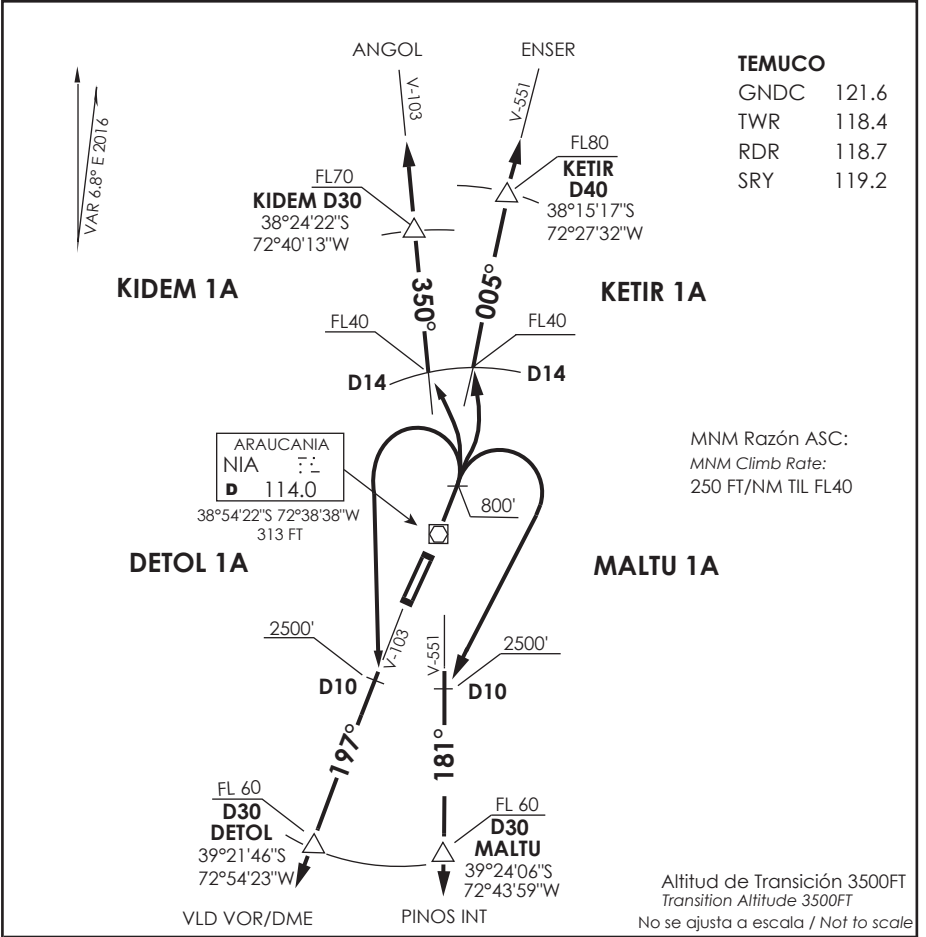 ANGOL
ENSER
TEMUCO
GNDC 121.6
TWR 118.4
RDR 118.7
SRY 119.2
VAR 6.8° E 2016
V-103
V-551
FL70
KIDEM D30
38°24'22"S
72°40'13"W
FL80
KETIR
D40
38°15'17"S
72°27'32"W
KIDEM 1A
350°
005°
KETIR 1A
FL40
FL40
D14
D14
ARAUCANIA
NIA
D 114.0
38°54'22"S 72°38'38"W
313 FT
800'
MNM Razón ASC:
MNM Climb Rate:
250 FT/NM TIL FL40
DETOL 1A
MALTU 1A
2500'
V-103
V-551
2500'
D10
D10
197°
181°
FL 60
D30
DETOL
39°21'46"S
72°54'23"W
FL 60
D30
MALTU
39°24'06"S
72°43'59"W
VLD VOR/DME
PINOS INT
Altitud de Transición 3500FT
Transition Altitude 3500FT
No se ajusta a escala / Not to scale